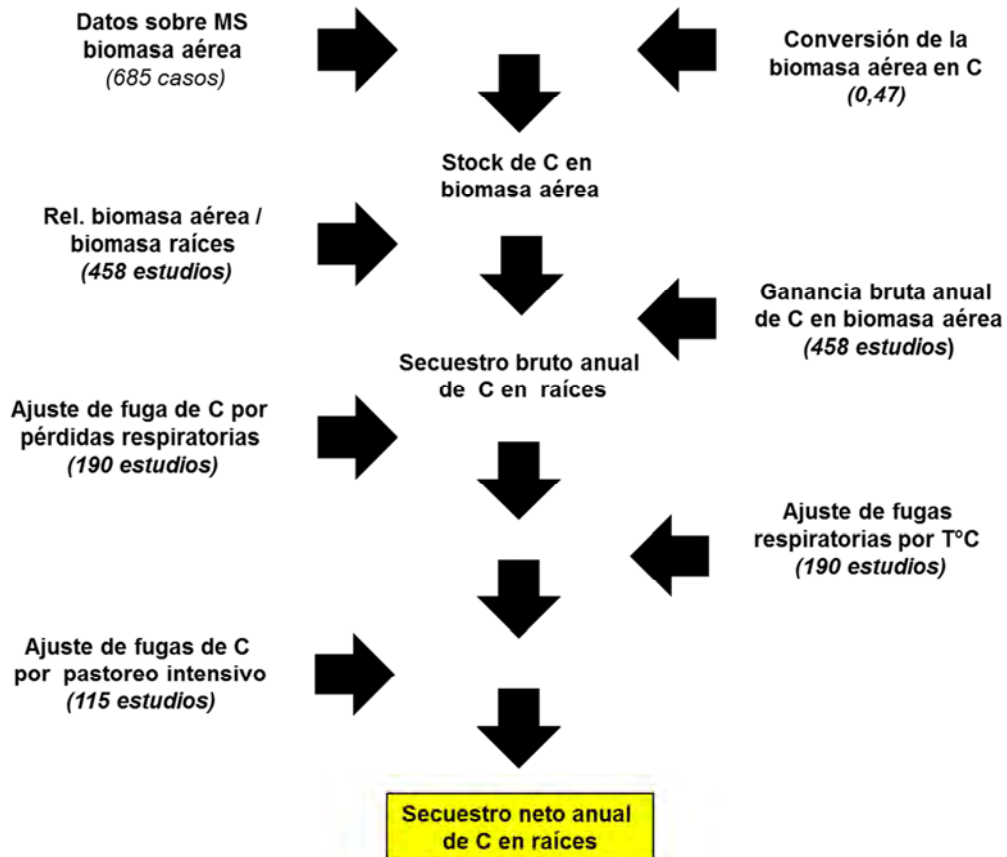 Datos sobre MS
biomasa aérea
(685 casos)
Conversión de la
biomasa aérea en C
(0,47)
Stock de C en
biomasa aérea
Rel. biomasa aérea /
biomasa raíces
(458 estudios)
Ganancia bruta anual
de C en biomasa aérea
(458 estudios)
Secuestro bruto anual
de C en raíces
Ajuste de fuga de C por
pérdidas respiratorias
(190 estudios)
Ajuste de fugas
respiratorias por TºC
(190 estudios)
Ajuste de fugas de C
por pastoreo intensivo
(115 estudios)
Secuestro neto anual
de C en raíces